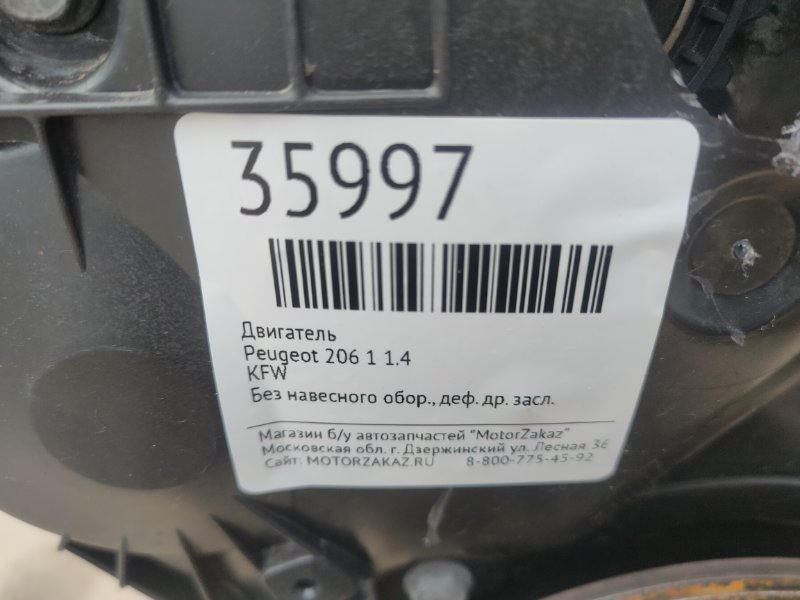 35997
Двигатель
Peugeot 206 1 1.4
KFW
Без навесного обор., деф. др. засл.
Магазин б/у автозапчастей "MotorZakaz"
Московская обл. г. Дзержинский ул. Лесная 36
Сайт: MOTORZAKAZ.RU 8-800-775-45-92